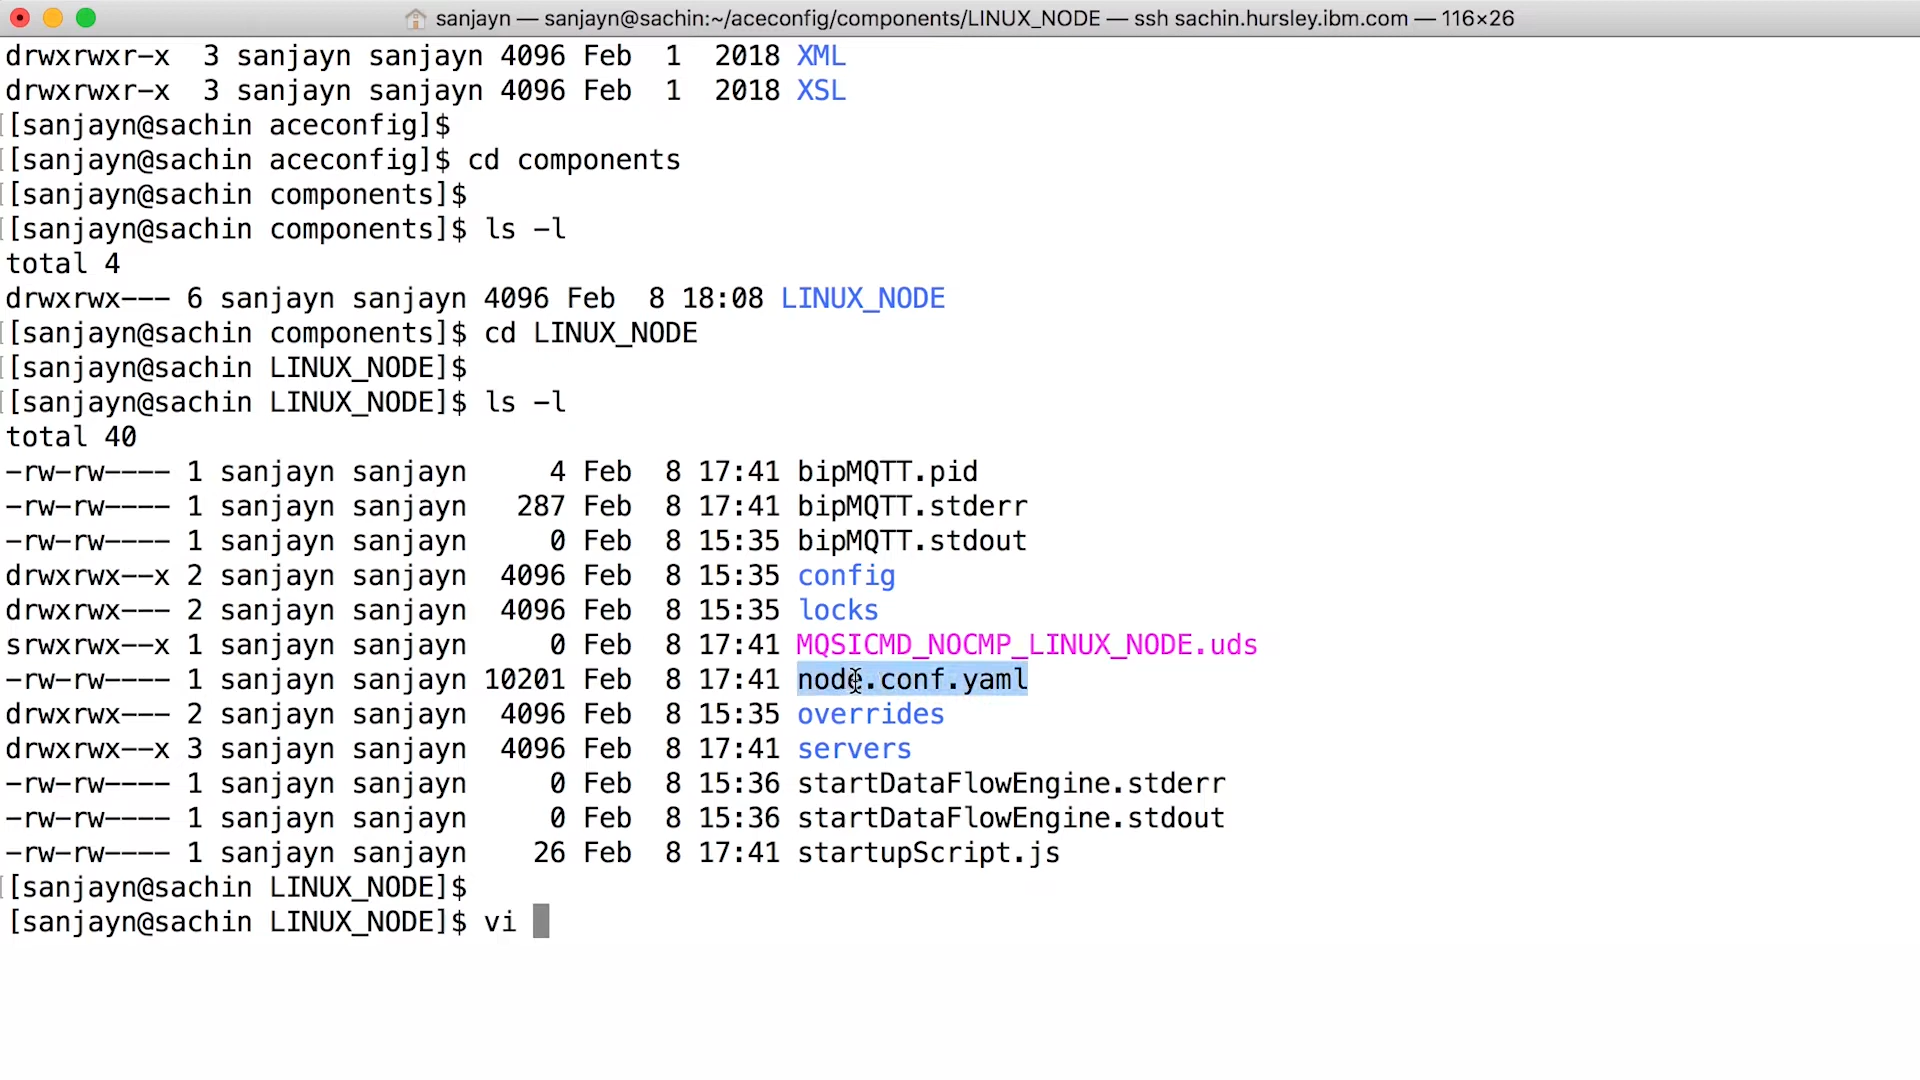 sanjayn — sanjayn@sachin:~/aceconfig/components/LINUX_NODE — ssh sachin.hursley.ibm.com — 116×26
drwxrwxr-x  3 sanjayn sanjayn 4096 Feb  1  2018 XML
drwxrwxr-x  3 sanjayn sanjayn 4096 Feb  1  2018 XSL
[[sanjayn@sachin aceconfig]$
[[sanjayn@sachin aceconfig]$ cd components
[[sanjayn@sachin components]$
[[sanjayn@sachin components]$ ls -l
total 4
drwxrwx--- 6 sanjayn sanjayn 4096 Feb  8 18:08 LINUX_NODE
[[sanjayn@sachin components]$ cd LINUX_NODE
[[sanjayn@sachin LINUX_NODE]$
[[sanjayn@sachin LINUX_NODE]$ ls -l
total 40
-rw-rw---- 1 sanjayn sanjayn     4 Feb  8 17:41 bipMQTT.pid
-rw-rw---- 1 sanjayn sanjayn   287 Feb  8 17:41 bipMQTT.stderr
-rw-rw---- 1 sanjayn sanjayn     0 Feb  8 15:35 bipMQTT.stdout
drwxrwx--x 2 sanjayn sanjayn  4096 Feb  8 15:35 config
drwxrwx--- 2 sanjayn sanjayn  4096 Feb  8 15:35 locks
srwxrwx--x 1 sanjayn sanjayn     0 Feb  8 17:41 MQSICMD_NOCMP_LINUX_NODE.uds
-rw-rw---- 1 sanjayn sanjayn 10201 Feb  8 17:41 node.conf.yaml
drwxrwx--- 2 sanjayn sanjayn  4096 Feb  8 15:35 overrides
drwxrwx--x 3 sanjayn sanjayn  4096 Feb  8 17:41 servers
-rw-rw---- 1 sanjayn sanjayn     0 Feb  8 15:36 startDataFlowEngine.stderr
-rw-rw---- 1 sanjayn sanjayn     0 Feb  8 15:36 startDataFlowEngine.stdout
-rw-rw---- 1 sanjayn sanjayn    26 Feb  8 17:41 startupScript.js
[[sanjayn@sachin LINUX_NODE]$
[sanjayn@sachin LINUX_NODE]$ vi